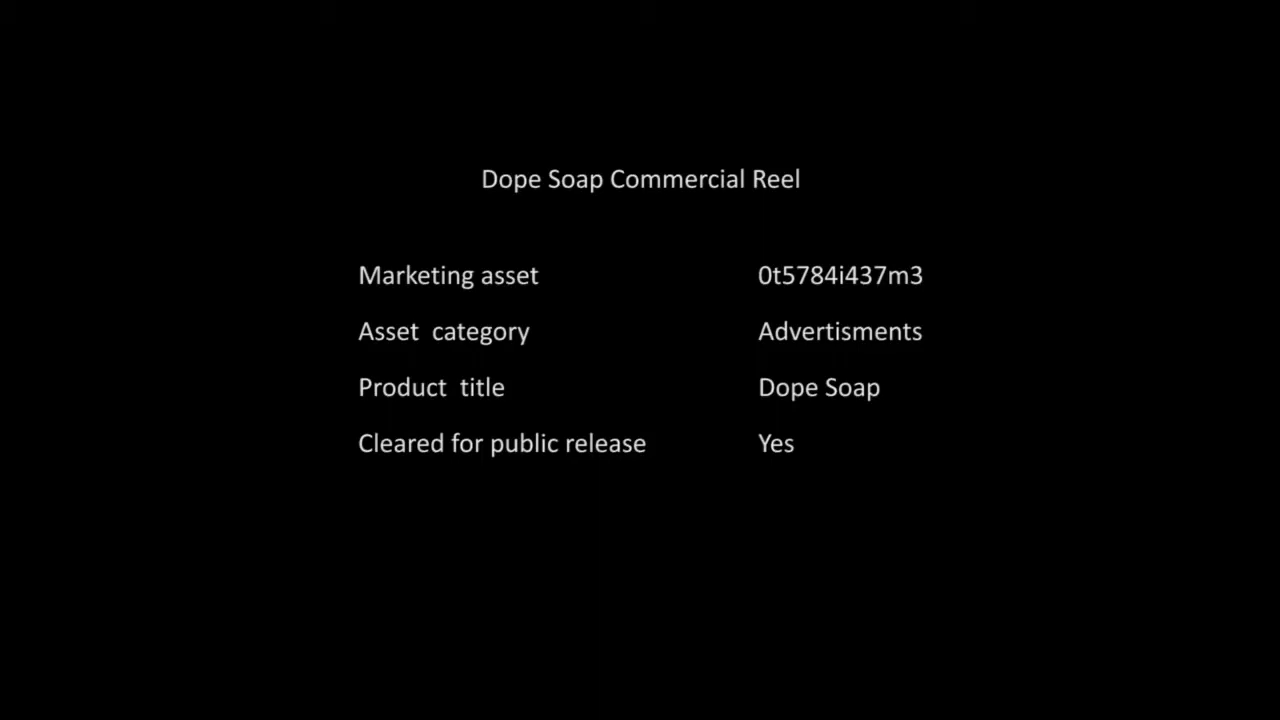 Dope Soap Commercial Reel
Marketing asset 0t5784i437m3
Asset  category Advertisments
Product  title Dope Soap
Cleared for public release Yes